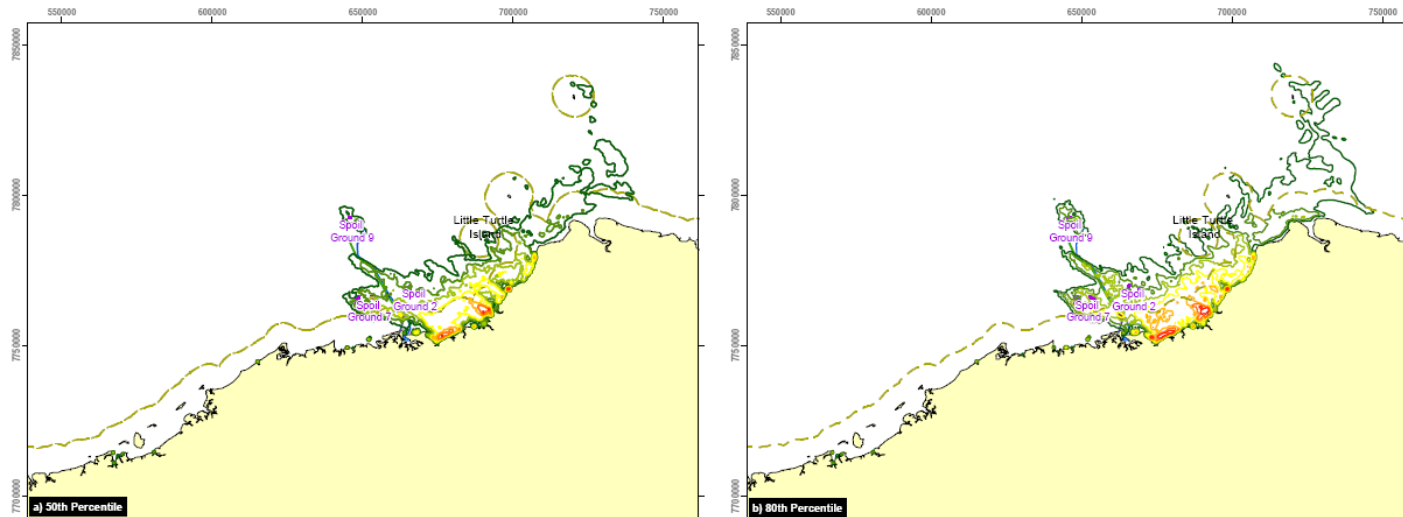 550000 600000 650000 700000 750000
7850000
7800000
7750000
7700000
Little Turtle
Island
Spoil
Ground 9
Spoil
Ground 2
Spoil
Ground 7
a) 50th Percentile
550000 600000 650000 700000 750000
7850000
7800000
7750000
7700000
Little Turtle
Island
Spoil
Ground 9
Spoil
Ground 2
Spoil
Ground 7
b) 80th Percentile